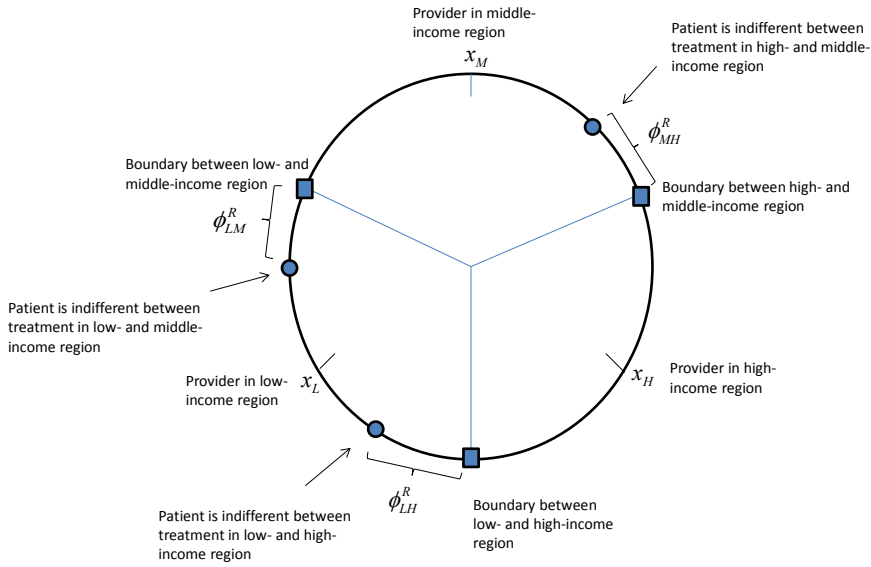 Provider in middle-
income region
x_M
Patient is indifferent between
treatment in high- and middle-
income region
ϕ^R_MH
Boundary between low- and
middle-income region
Boundary between high- and
middle-income region
ϕ^R_LM
Patient is indifferent between
treatment in low- and middle-
income region
Provider in low-
income region
x_L
x_H
Provider in high-
income region
ϕ^R_LH
Patient is indifferent between
treatment in low- and high-
income region
Boundary between
low- and high-income
region